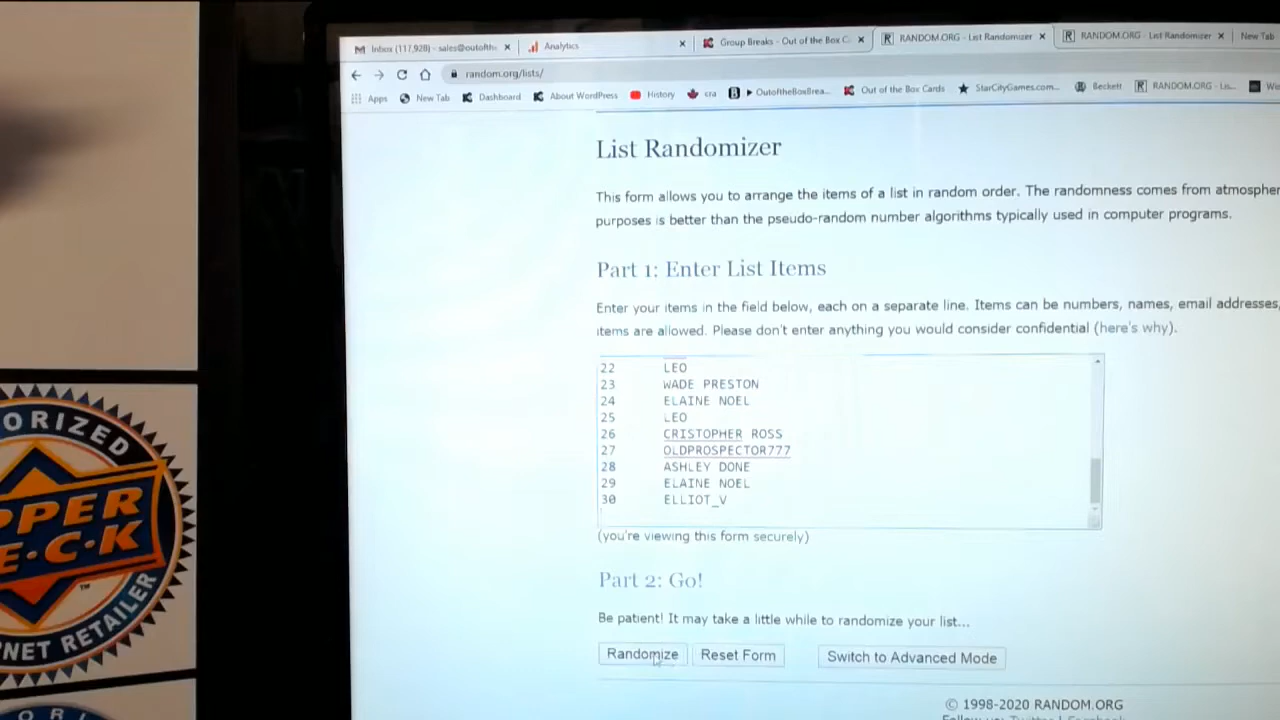 Inbox (117,928) - sales@outofth
Analytics
Group Breaks - Out of the Box C
RANDOM.ORG - List Randomizer
RANDOM.ORG - List Randomizer
New Tab
random.org/lists/
Apps
New Tab
Dashboard
About WordPress
History
cra
OutoftheBoxBrea...
Out of the Box Cards
StarCityGames.com...
Beckett
RANDOM.ORG - Lis...
List Randomizer
This form allows you to arrange the items of a list in random order. The randomness comes from atmospher
purposes is better than the pseudo-random number algorithms typically used in computer programs.
Part 1: Enter List Items
Enter your items in the field below, each on a separate line. Items can be numbers, names, email addresses,
items are allowed. Please don't enter anything you would consider confidential (here's why).
22 LEO
23 WADE PRESTON
24 ELAINE NOEL
25 LEO
26 CRISTOPHER ROSS
27 OLDPROSPECTOR777
28 ASHLEY DONE
29 ELAINE NOEL
30 ELLIOT_V
(you're viewing this form securely)
Part 2: Go!
Be patient! It may take a little while to randomize your list...
Randomize
Reset Form
Switch to Advanced Mode
© 1998-2020 RANDOM.ORG
ORIZED
PPER
E·C·K
TM
NET RETAILER